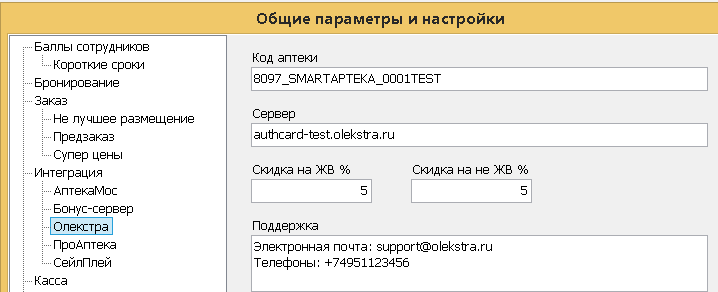 Общие параметры и настройки
Баллы сотрудников
Короткие сроки
Бронирование
Заказ
Не лучшее размещение
Предзаказ
Супер цены
Интеграция
АптекаМос
Бонус-сервер
Олекстра
ПроАптека
СейлПлей
Касса
Код аптеки
8097_SMARTAPTEKA_0001TEST
Сервер
authcard-test.olekstra.ru
Скидка на ЖВ % Скидка на не ЖВ %
5 5
Поддержка
Электронная почта: support@olekstra.ru
Телефоны: +74951123456